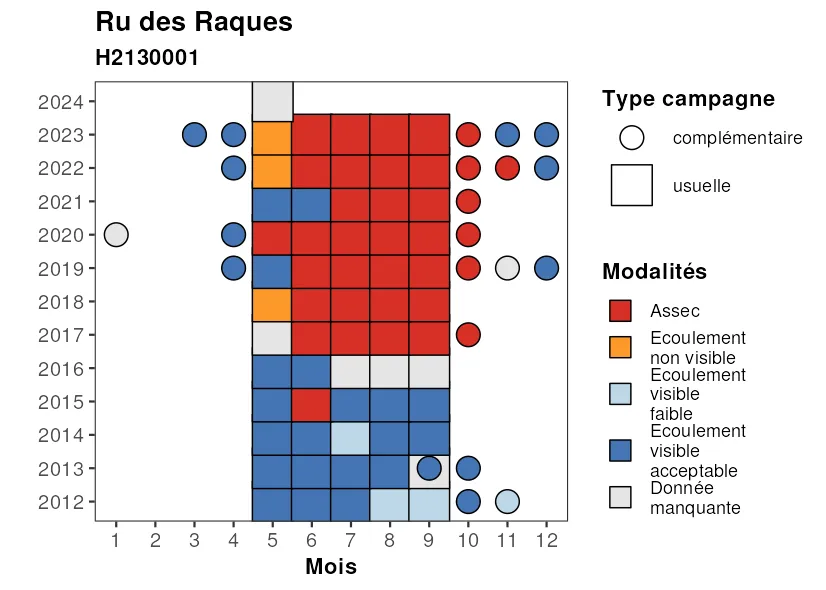 Ru des Raques
H2130001
2024
2023
2022
2021
2020
2019
2018
2017
2016
2015
2014
2013
2012
1 2 3 4 5 6 7 8 9 10 11 12
Mois
Type campagne
complémentaire
usuelle
Modalités
Assec
Ecoulement
non visible
Ecoulement
visible
faible
Ecoulement
visible
acceptable
Donnée
manquante